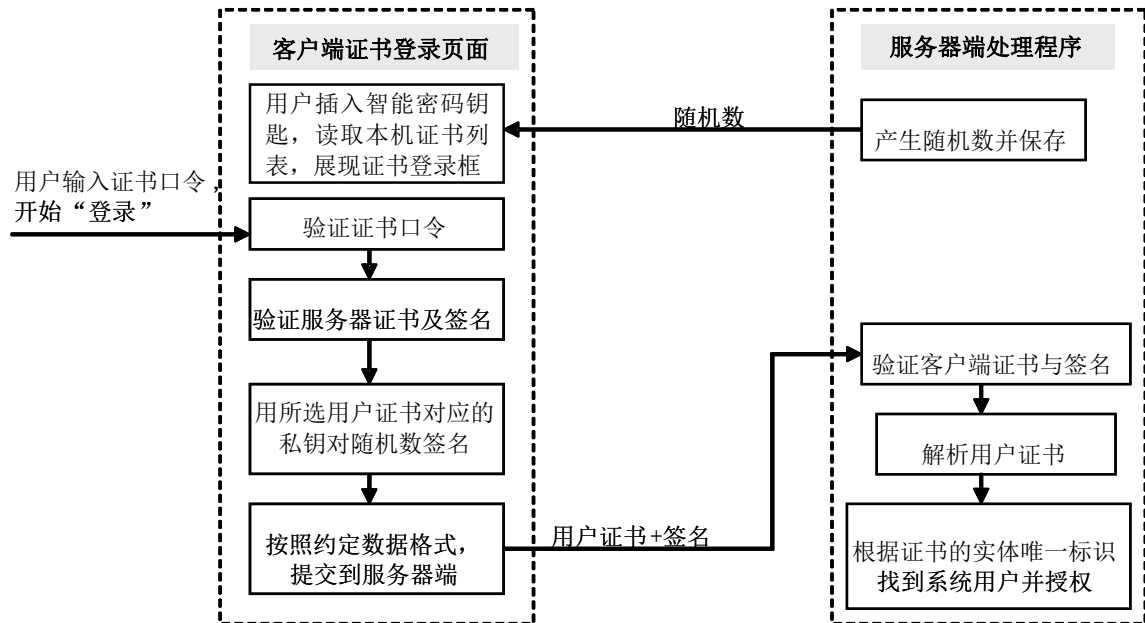 客户端证书登录页面
服务器端处理程序
用户插入智能密码钥
匙，读取本机证书列
表，展现证书登录框
随机数
产生随机数并保存
用户输入证书口令，
开始“登录”
验证证书口令
验证服务器证书及签名
用所选用户证书对应的
私钥对随机数签名
按照约定数据格式，
提交到服务器端
用户证书+签名
验证客户端证书与签名
解析用户证书
根据证书的实体唯一标识
找到系统用户并授权